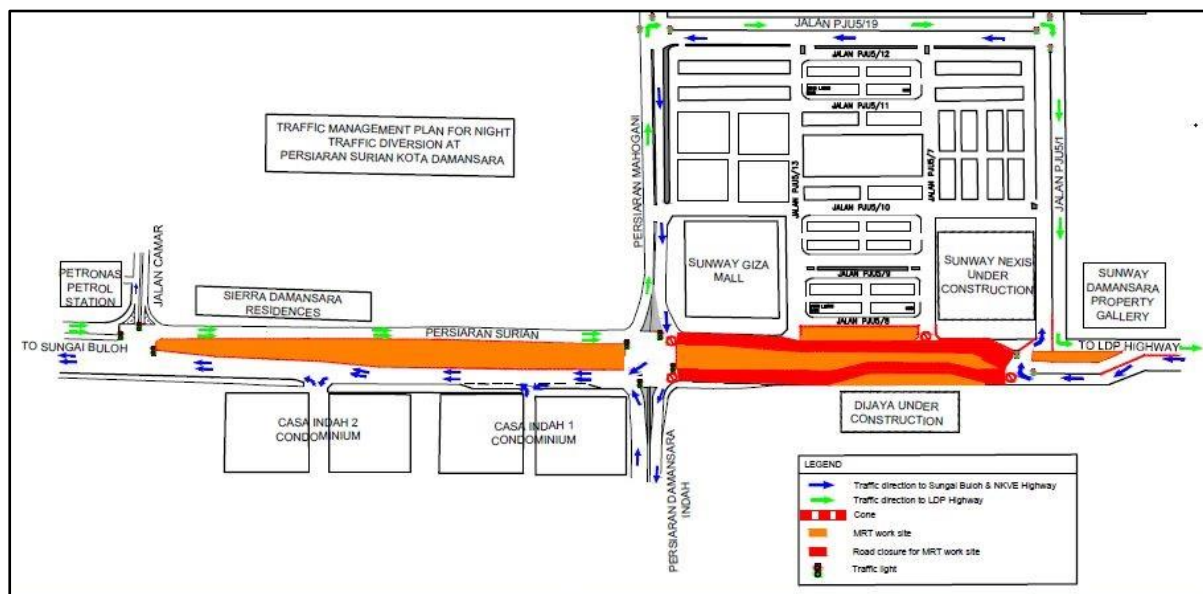 JALAN PJU5/19
JALAN PJU5/12
JALAN PJU5/11
TRAFFIC MANAGEMENT PLAN FOR NIGHT
TRAFFIC DIVERSION AT
PERSIARAN SURIAN KOTA DAMANSARA
PERSIARAN MAHOGANI
JALAN PJU5/13
JALAN PJU5/7
JALAN PJU5/1
JALAN PJU5/10
SUNWAY GIZA
MALL
SUNWAY NEXIS
UNDER
CONSTRUCTION
SUNWAY
DAMANSARA
PROPERTY
GALLERY
JALAN PJU5/9
JALAN PJU5/8
PETRONAS
PETROL
STATION
JALAN CAMAR
SIERRA DAMANSARA
RESIDENCES
PERSIARAN SURIAN
TO SUNGAI BULOH
TO LDP HIGHWAY
CASA INDAH 2
CONDOMINIUM
CASA INDAH 1
CONDOMINIUM
PERSIARAN DAMANSARA
INDAH
DIJAYA UNDER
CONSTRUCTION
LEGEND
Traffic direction to Sungai Buloh & NKVE Highway
Traffic direction to LDP Highway
Cone
MRT work site
Road closure for MRT work site
Traffic light